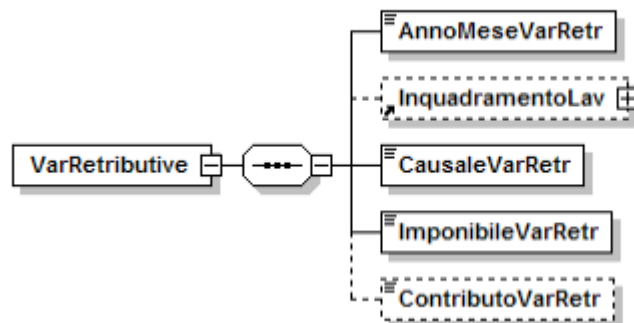 AnnoMeseVarRetr
InquadramentoLav
VarRetributive
CausaleVarRetr
ImponibileVarRetr
ContributoVarRetr